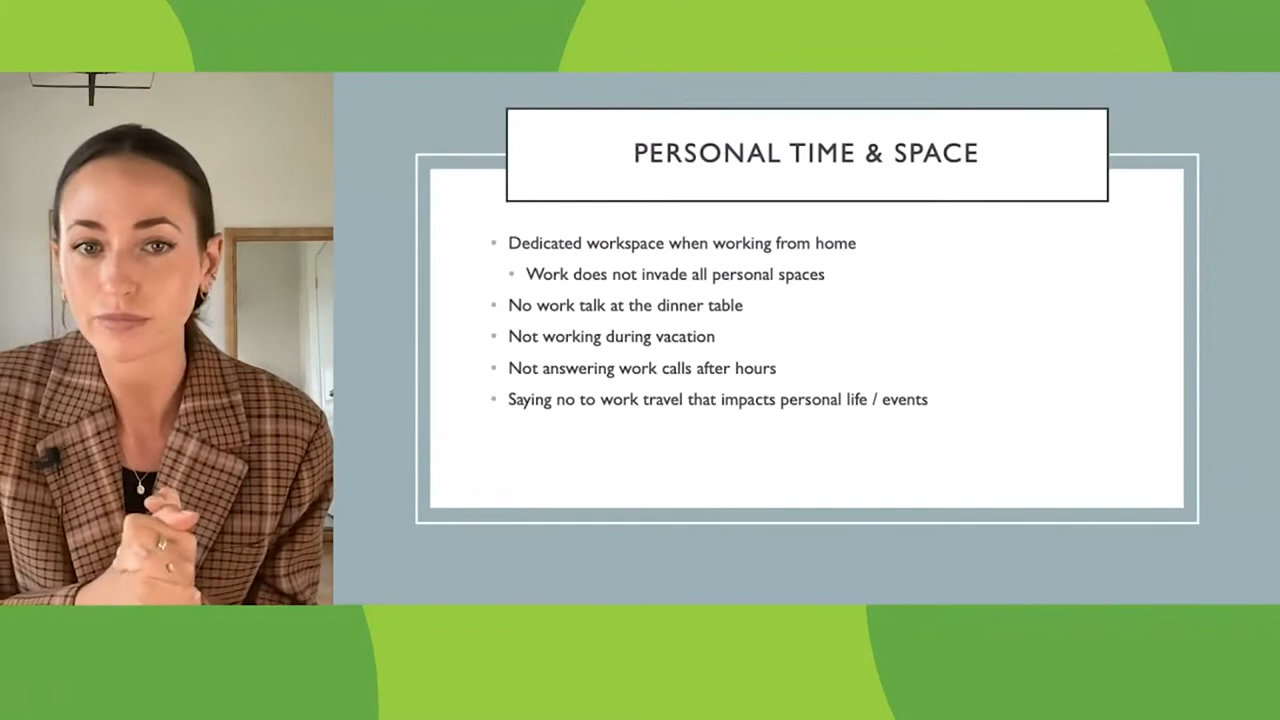 PERSONAL TIME & SPACE
Dedicated workspace when working from home
Work does not invade all personal spaces
No work talk at the dinner table
Not working during vacation
Not answering work calls after hours
Saying no to work travel that impacts personal life / events